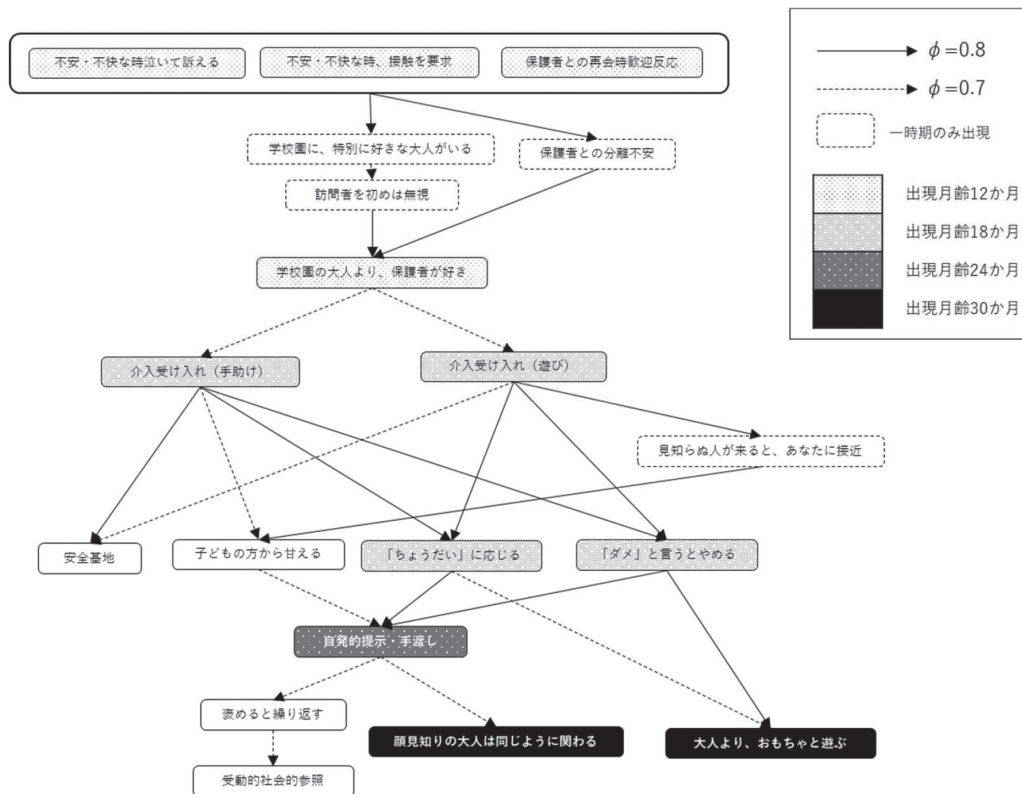 不安・不快な時泣いて訴える
不安・不快な時、接触を要求
保護者との再会時歓迎反応
学校園に、特別に好きな大人がいる
保護者との分離不安
訪問者を初めは無視
学校園の大人より、保護者が好き
介入受け入れ（手助け）
介入受け入れ（遊び）
見知らぬ人が来ると、あなたに接近
安全基地
子どもの方から甘える
「ちょうだい」に応じる
「ダメ」と言うとやめる
自発的提示・手渡し
褒めると繰り返す
顔見知りの大人は同じように関わる
大人より、おもちゃと遊ぶ
受動的社会的参照
φ=0.8
φ=0.7
一時期のみ出現
出現月齢12か月
出現月齢18か月
出現月齢24か月
出現月齢30か月